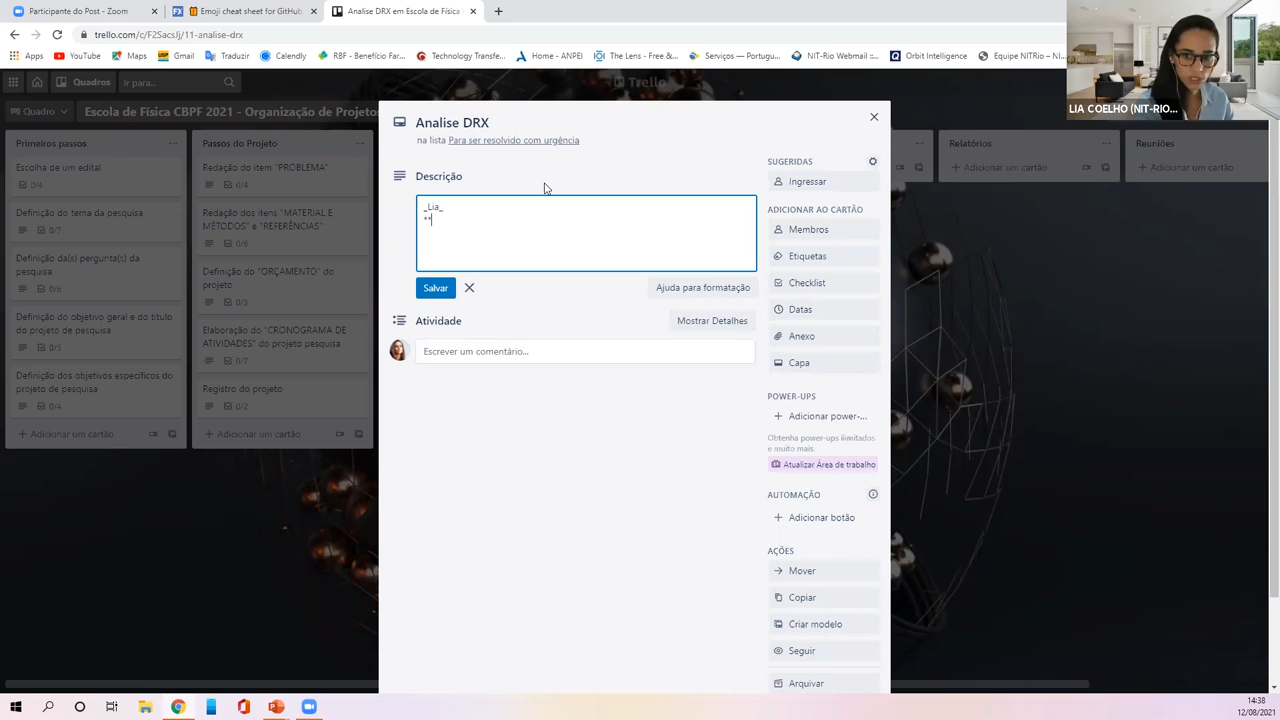 Participante do Post - Zoom
Emoji cheat sheet for GitHub
Analise DRX em Escola de Física
trello.com/c/F2SacsJj/11-analise-drx
Apps
YouTube
Gmail
Maps
Calendly
RBF - Benefício Far...
Technology Transfe...
Home - ANPEI
The Lens - Free &...
Serviços — Portugu...
NIT-Rio Webmail ::...
Orbit Intelligence
Equipe NITRio //...
LIA COELHO (NIT-RIO...
Quadros
Ir para...
Trello
Quadro
Escola de Física CBPF 2021 - Organização de Projetos
Primeiros passos
Escolha de um edital
0/4
Definição do tema da pesquisa
0/4
Definição da(s) pergunta(s) da pesquisa
0/6
Definição do objetivo geral e do título do projeto de pesquisa
0/5
Definição dos objetivos específicos do projeto de pesquisa
0/4
Adicionar um cartão
Passos do Projeto
Redação do item "PROBLEMA"
0/4
Redação dos itens "MATERIAL E MÉTODOS" e "REFERÊNCIAS"
0/6
Definição do "ORÇAMENTO" do projeto
0/6
Elaboração do "CRONOGRAMA DE ATIVIDADES" do projeto pesquisa
0/7
Registro do projeto
0/2
Adicionar um cartão
Analise DRX
na lista Para ser resolvido com urgência
Descrição
_Lia_
**
Salvar
Ajuda para formatação
Atividade
Mostrar Detalhes
Escrever um comentário...
SUGERIDAS
Ingressar
ADICIONAR AO CARTÃO
Membros
Etiquetas
Checklist
Datas
Anexo
Capa
POWER-UPS
Adicionar power-...
Obtenha power-ups ilimitados
e muito mais.
Atualizar Área de trabalho
AUTOMAÇÃO
Adicionar botão
AÇÕES
Mover
Copiar
Criar modelo
Seguir
Arquivar
Relatórios
Adicionar um cartão
Reuniões
Adicionar um cartão
14:38
12/08/2021